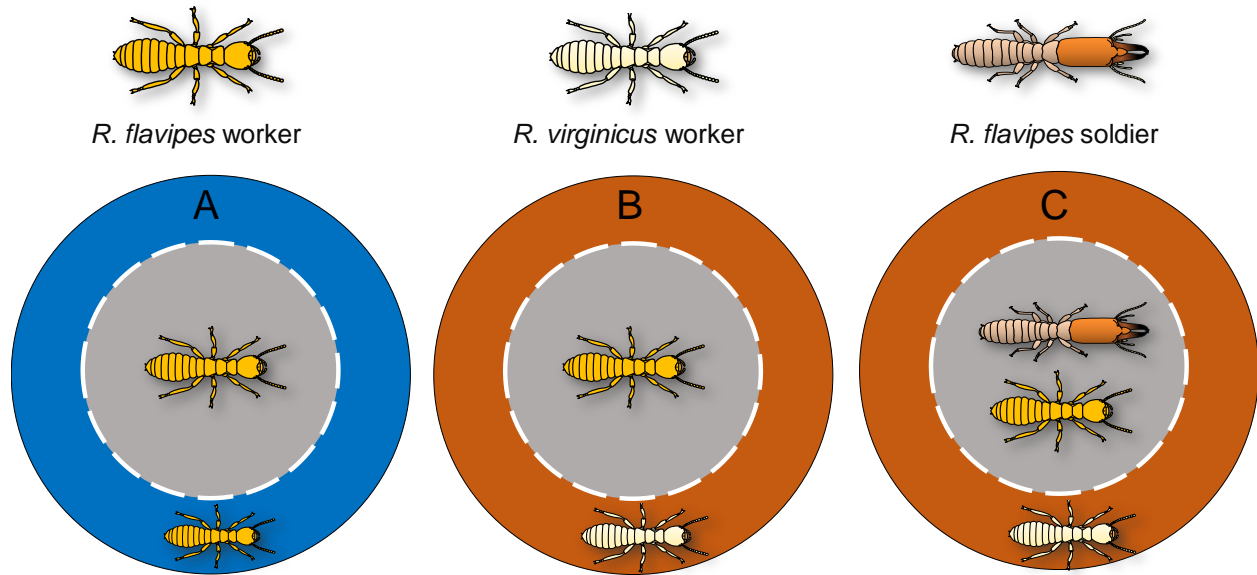 R. flavipes worker
R. virginicus worker
R. flavipes soldier
A
B
C